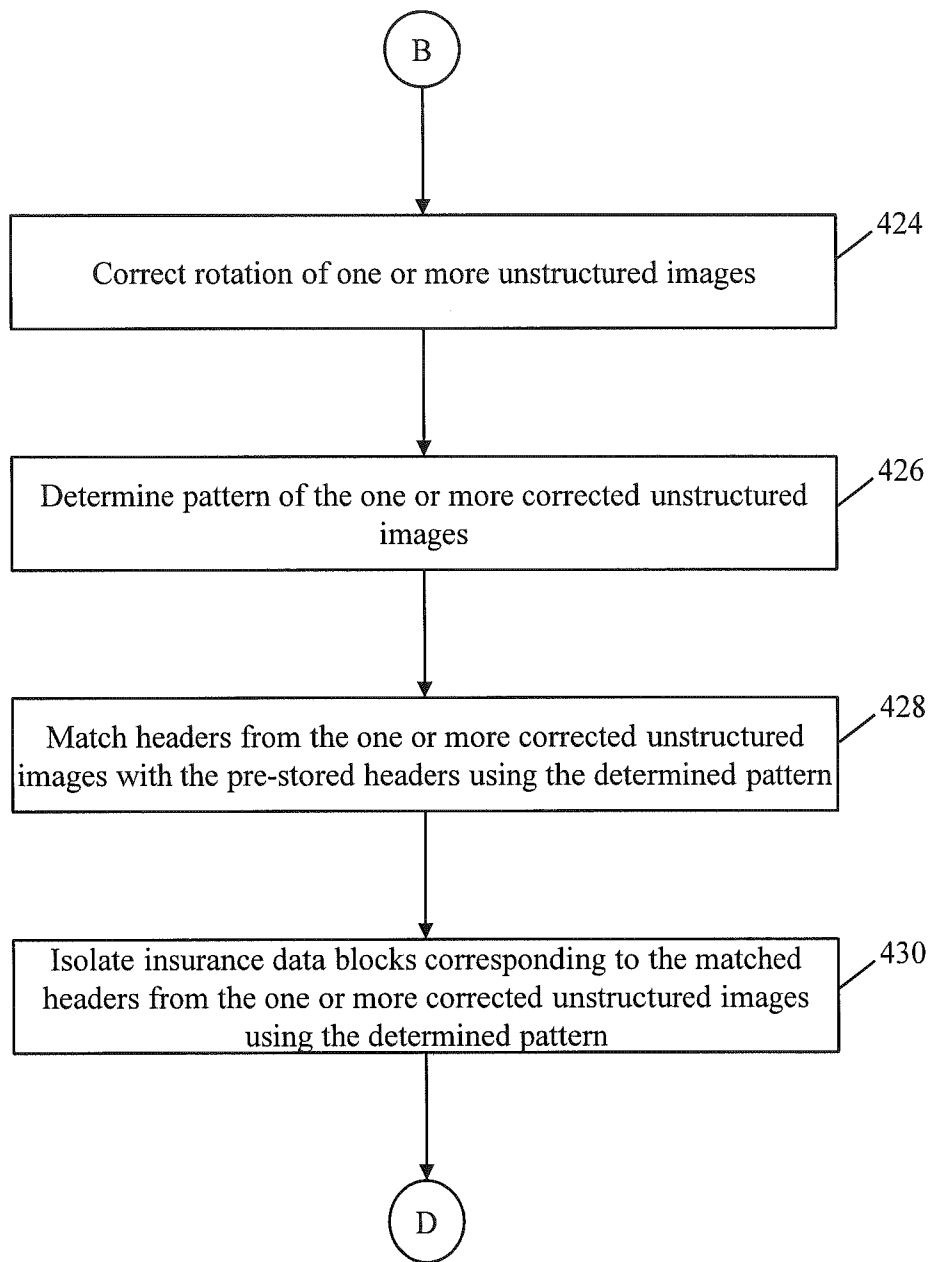 B
424
Correct rotation of one or more unstructured images
426
Determine pattern of the one or more corrected unstructured
images
428
Match headers from the one or more corrected unstructured
images with the pre-stored headers using the determined pattern
430
Isolate insurance data blocks corresponding to the matched
headers from the one or more corrected unstructured images
using the determined pattern
D